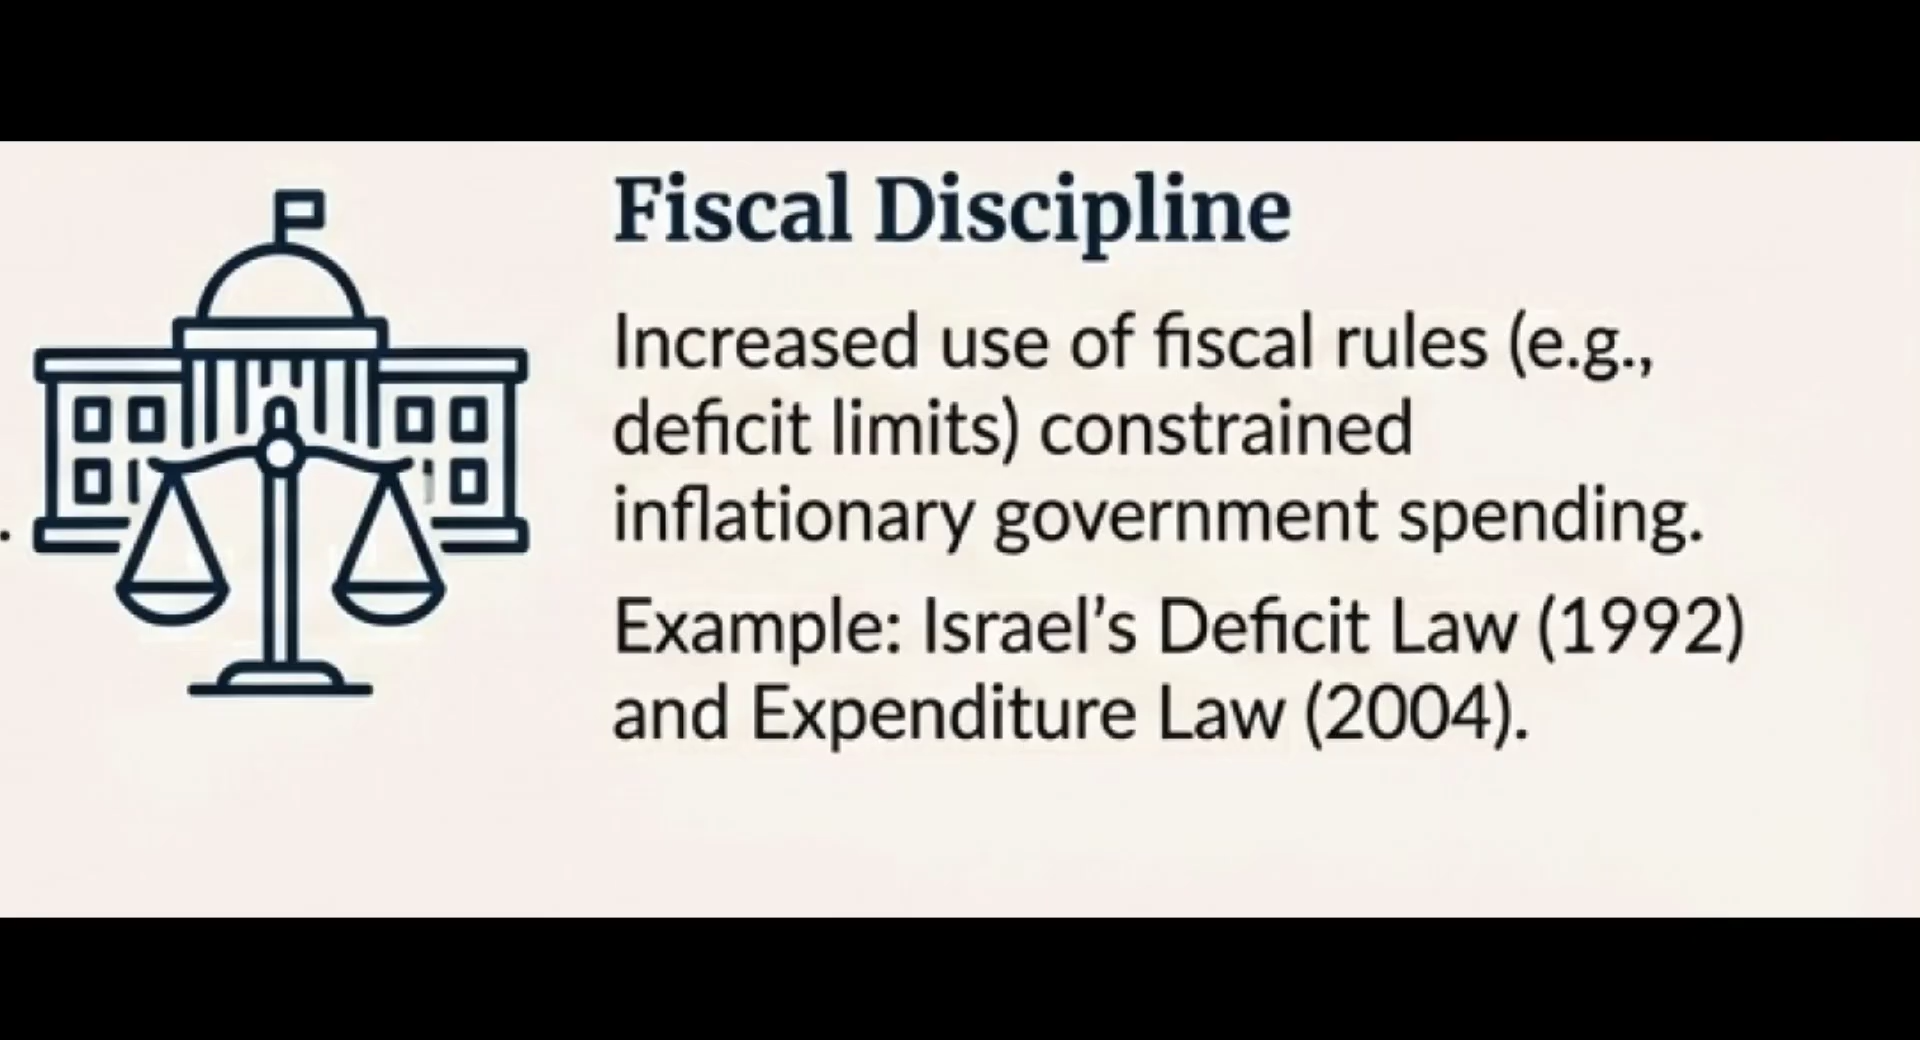 Fiscal Discipline
Increased use of fiscal rules (e.g.,
deficit limits) constrained
inflationary government spending.
Example: Israel’s Deficit Law (1992)
and Expenditure Law (2004).